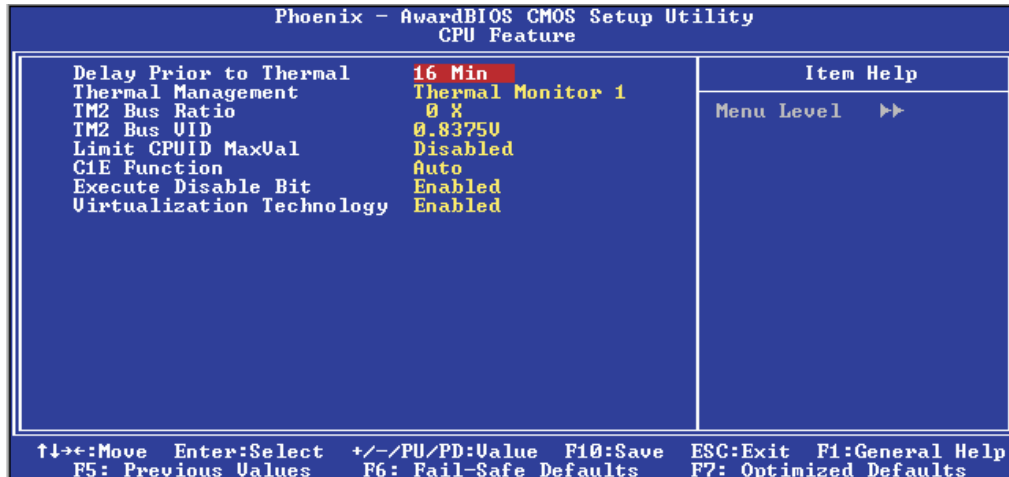 Phoenix - AwardBIOS CMOS Setup Utility
CPU Feature
Delay Prior to Thermal 16 Min
Thermal Management Thermal Monitor 1
TM2 Bus Ratio 0 X
TM2 Bus VID 0.8375V
Limit CPUID MaxVal Disabled
C1E Function Auto
Execute Disable Bit Enabled
Virtualization Technology Enabled
Item Help
Menu Level ▶▶
↑↓→←:Move Enter:Select +/-/PU/PD:Value F10:Save ESC:Exit F1:General Help
F5: Previous Values F6: Fail-Safe Defaults F7: Optimized Defaults